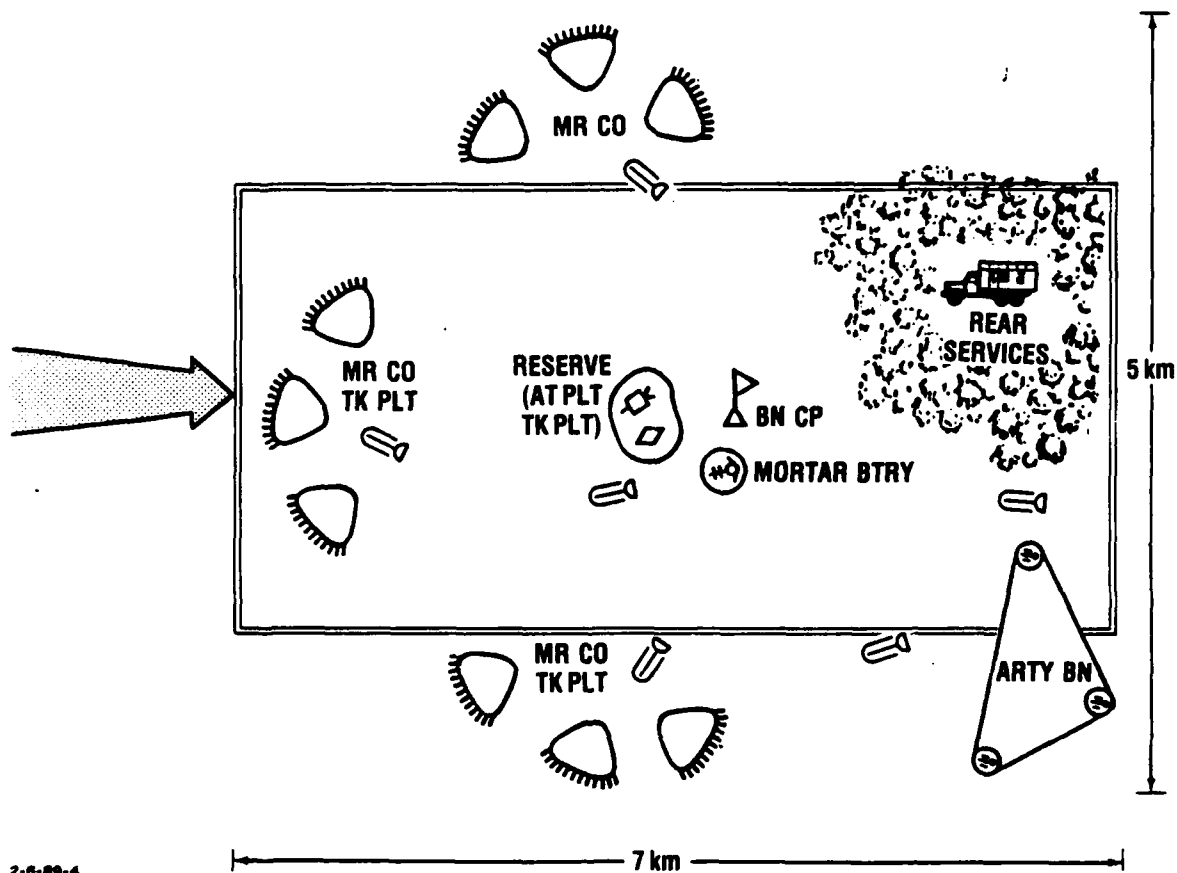 MR CO
REAR
SERVICES
5 km
MR CO
TK PLT
RESERVE
(AT PLT
TK PLT)
BN CP
MORTAR BTRY
MR CO
TK PLT
ARTY BN
7 km